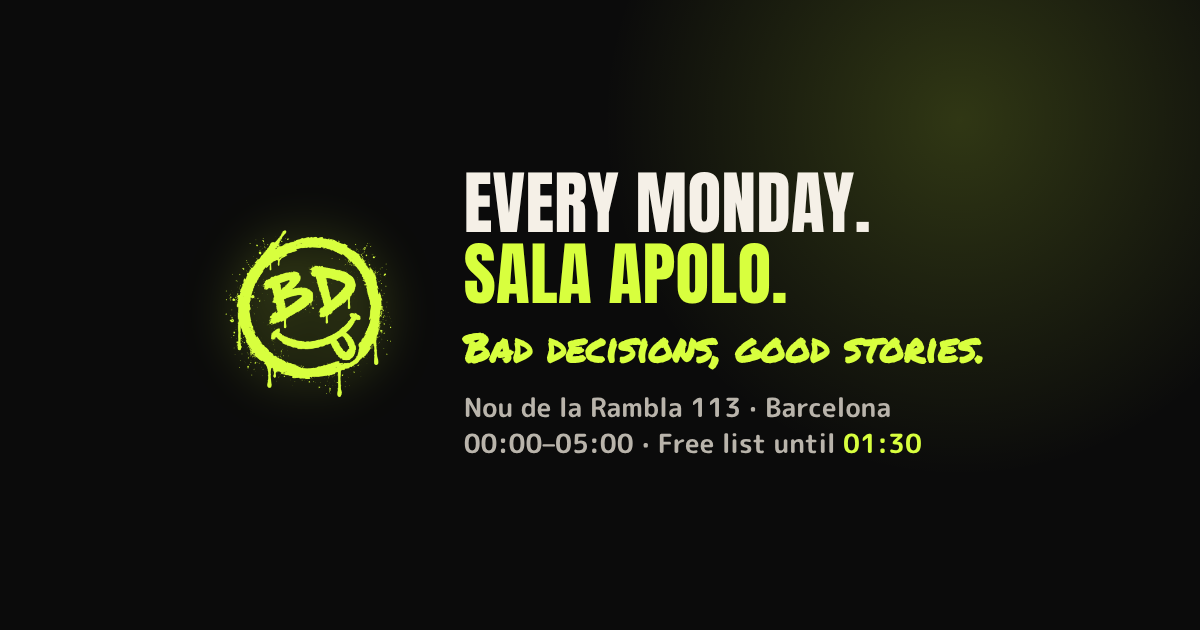 BD
EVERY MONDAY.
SALA APOLO.
Bad decisions, good stories.
Nou de la Rambla 113 · Barcelona
00:00–05:00 · Free list until 01:30